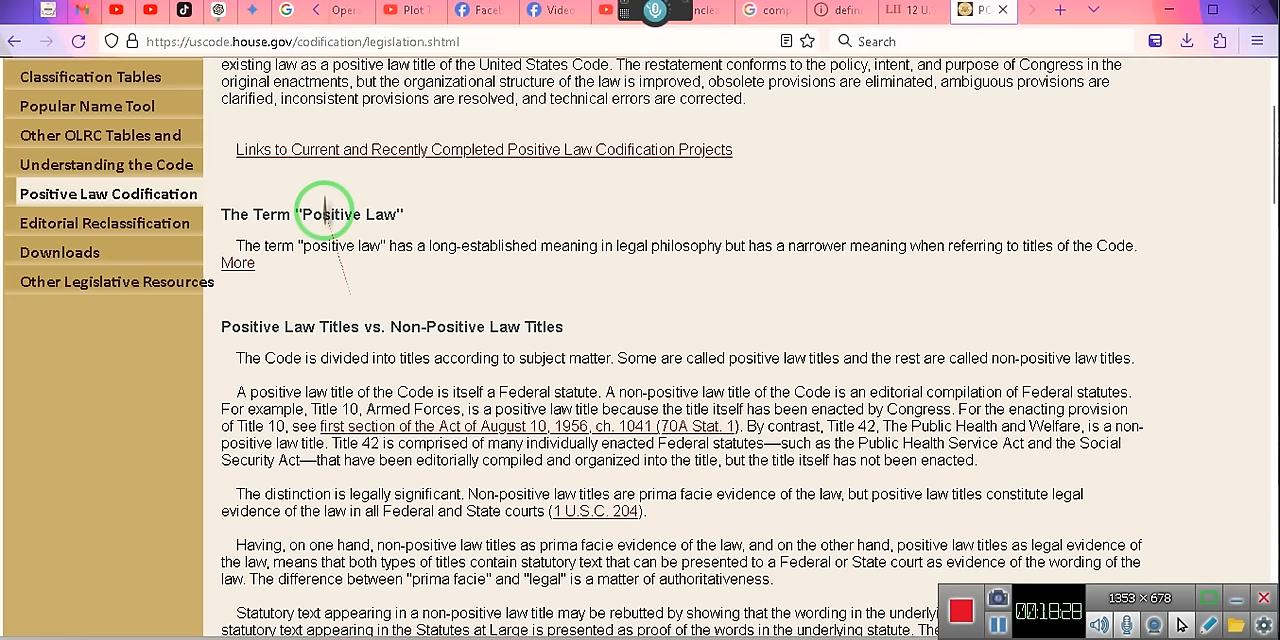 Oper
Plot T
Face
Video
nclea
comp
defin
LII 12 U.
PO
https://uscode.house.gov/codification/legislation.shtml
Search
Classification Tables
Popular Name Tool
Other OLRC Tables and
Understanding the Code
Positive Law Codification
Editorial Reclassification
Downloads
Other Legislative Resources
existing law as a positive law title of the United States Code. The restatement conforms to the policy, intent, and purpose of Congress in the
original enactments, but the organizational structure of the law is improved, obsolete provisions are eliminated, ambiguous provisions are
clarified, inconsistent provisions are resolved, and technical errors are corrected.
Links to Current and Recently Completed Positive Law Codification Projects
The Term "Positive Law"
The term "positive law" has a long-established meaning in legal philosophy but has a narrower meaning when referring to titles of the Code.
More
Positive Law Titles vs. Non-Positive Law Titles
The Code is divided into titles according to subject matter. Some are called positive law titles and the rest are called non-positive law titles.
A positive law title of the Code is itself a Federal statute. A non-positive law title of the Code is an editorial compilation of Federal statutes.
For example, Title 10, Armed Forces, is a positive law title because the title itself has been enacted by Congress. For the enacting provision
of Title 10, see first section of the Act of August 10, 1956, ch. 1041 (70A Stat. 1). By contrast, Title 42, The Public Health and Welfare, is a non-
positive law title. Title 42 is comprised of many individually enacted Federal statutes––such as the Public Health Service Act and the Social
Security Act––that have been editorially compiled and organized into the title, but the title itself has not been enacted.
The distinction is legally significant. Non-positive law titles are prima facie evidence of the law, but positive law titles constitute legal
evidence of the law in all Federal and State courts (1 U.S.C. 204).
Having, on one hand, non-positive law titles as prima facie evidence of the law, and on the other hand, positive law titles as legal evidence of
the law, means that both types of titles contain statutory text that can be presented to a Federal or State court as evidence of the wording of the
law. The difference between "prima facie" and "legal" is a matter of authoritativeness.
Statutory text appearing in a non-positive law title may be rebutted by showing that the wording in the underlyi
statutory text appearing in the Statutes at Large is presented as proof of the words in the underlying statute. The
1353 × 678
00:18:28